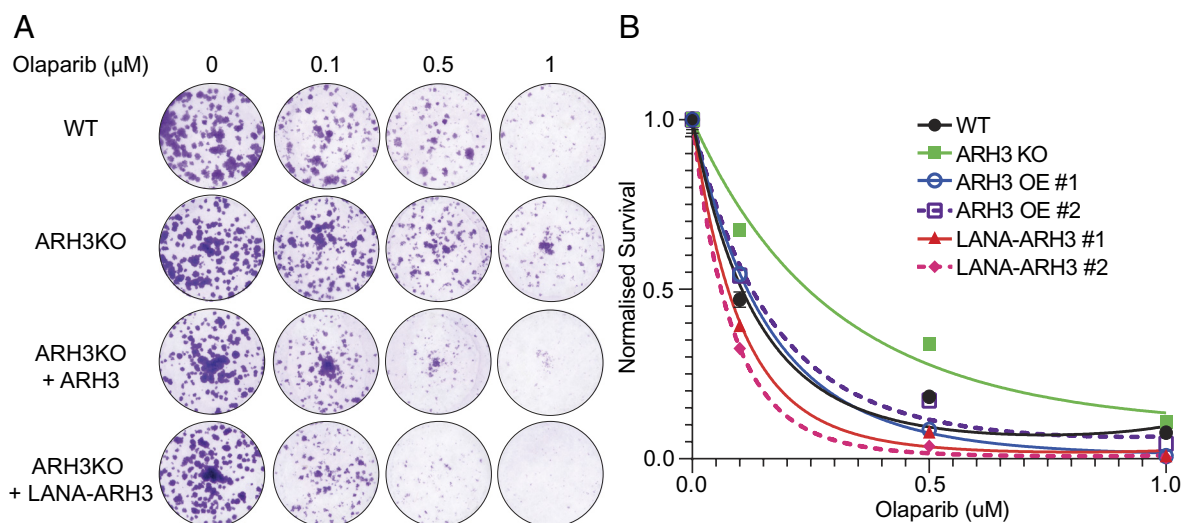 A
Olaparib (μM) 0 0.1 0.5 1
WT
ARH3KO
ARH3KO
+ ARH3
ARH3KO
+ LANA-ARH3
B
Normalised Survival
1.0
0.5
0.0
0.0 0.5 1.0
Olaparib (uM)
WT
ARH3 KO
ARH3 OE #1
ARH3 OE #2
LANA-ARH3 #1
LANA-ARH3 #2